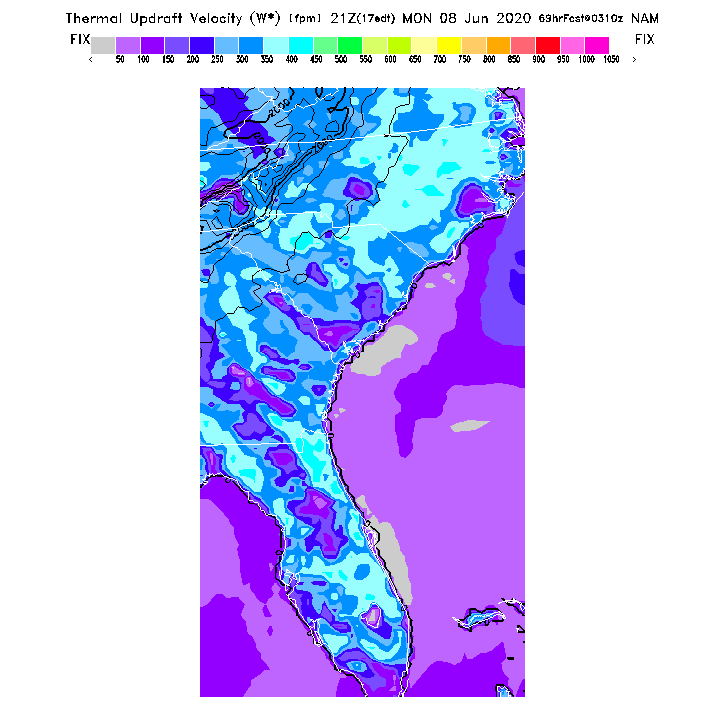 Thermal Updraft Velocity (W*) [fpm] 21Z(17edt) MON 08 Jun 2020 69hrFcst@0310z NAM
FIX FIX
< 50 100 150 200 250 300 350 400 450 500 550 600 650 700 750 800 850 900 950 1000 1050 >
2000